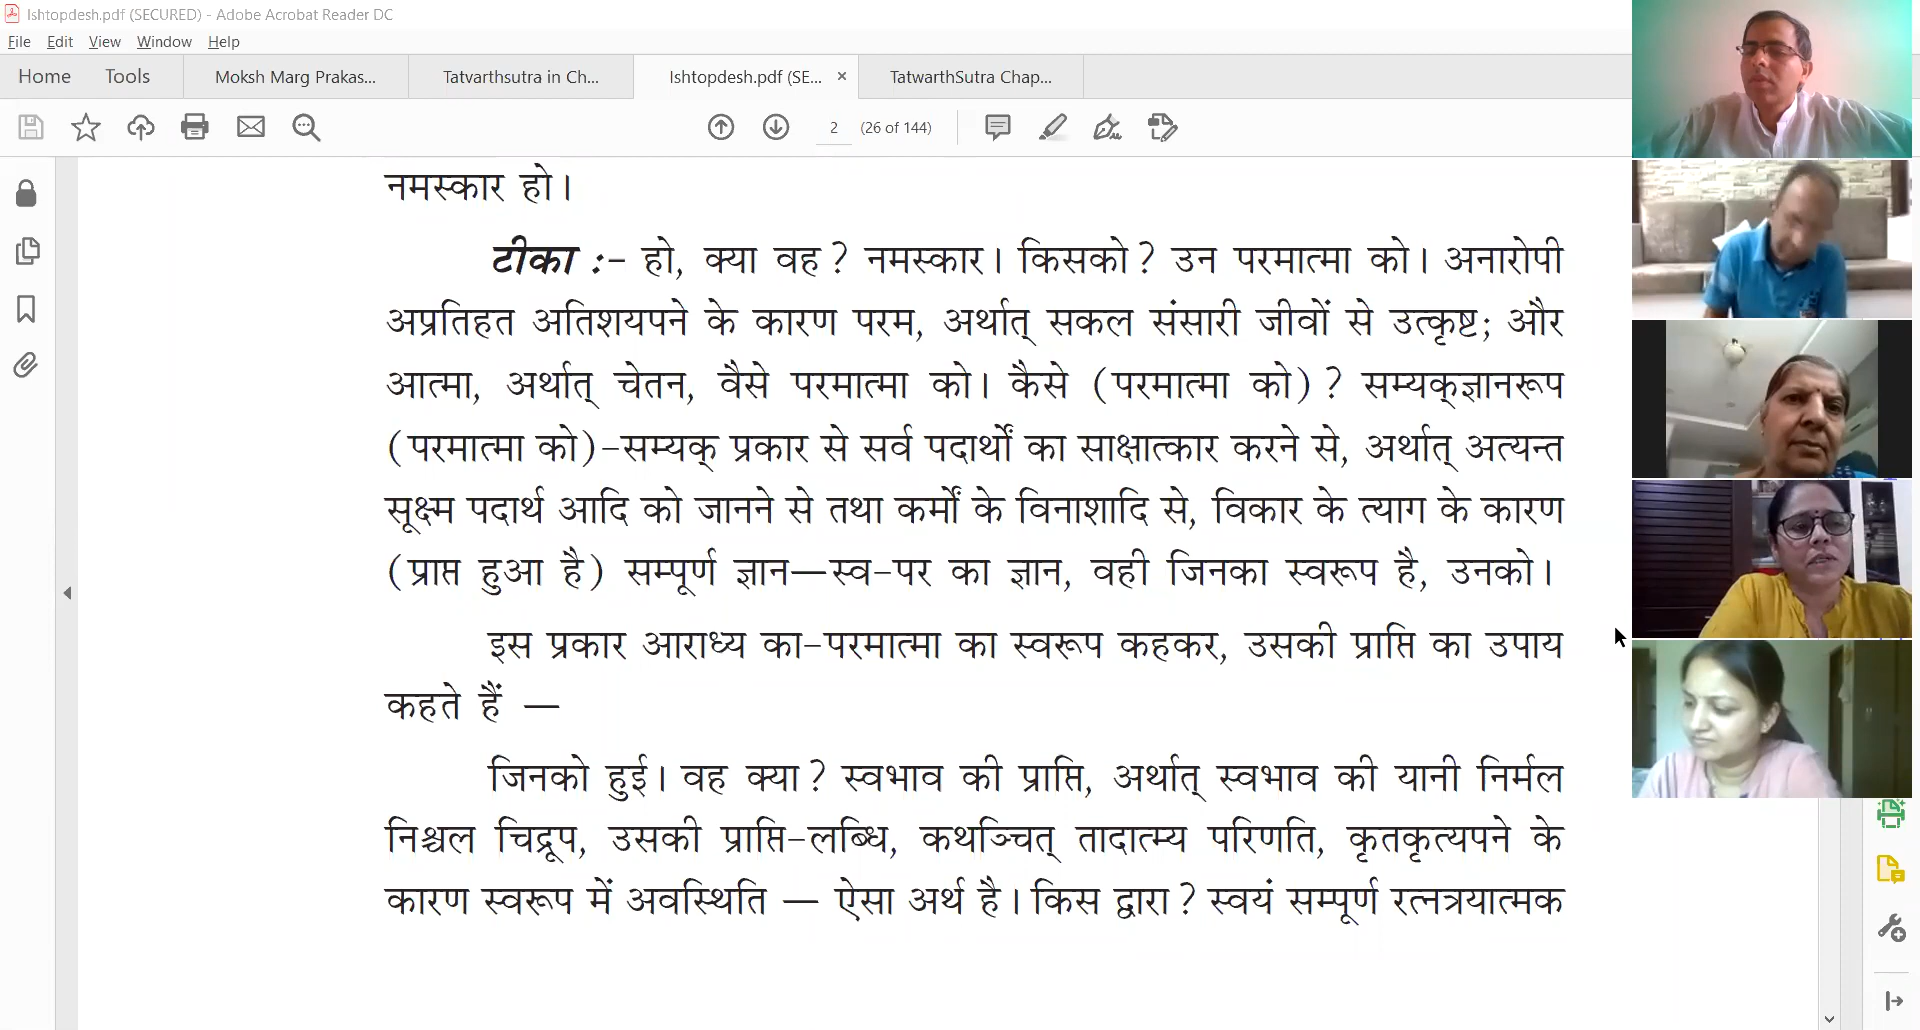 Ishtopdesh.pdf (SECURED) - Adobe Acrobat Reader DC
File Edit View Window Help
Home Tools Moksh Marg Prakas... Tatvarthsutra in Ch... Ishtopdesh.pdf (SE... × TatwarthSutra Chap...
2 (26 of 144)
नमस्कार हो।
टीका :- हो, क्या वह ? नमस्कार। किसको ? उन परमात्मा को। अनारोपी
अप्रतिहत अतिशयपने के कारण परम, अर्थात् सकल संसारी जीवों से उत्कृष्ट; और
आत्मा, अर्थात् चेतन, वैसे परमात्मा को। कैसे (परमात्मा को) ? सम्यक्ज्ञानरूप
(परमात्मा को)-सम्यक् प्रकार से सर्व पदार्थों का साक्षात्कार करने से, अर्थात् अत्यन्त
सूक्ष्म पदार्थ आदि को जानने से तथा कर्मों के विनाशादि से, विकार के त्याग के कारण
(प्राप्त हुआ है) सम्पूर्ण ज्ञान—स्व-पर का ज्ञान, वही जिनका स्वरूप है, उनको।
इस प्रकार आराध्य का-परमात्मा का स्वरूप कहकर, उसकी प्राप्ति का उपाय
कहते हैं —
जिनको हुई। वह क्या ? स्वभाव की प्राप्ति, अर्थात् स्वभाव की यानी निर्मल
निश्चल चिद्रूप, उसकी प्राप्ति-लब्धि, कथञ्चित् तादात्म्य परिणति, कृतकृत्यपने के
कारण स्वरूप में अवस्थिति — ऐसा अर्थ है। किस द्वारा ? स्वयं सम्पूर्ण रत्नत्रयात्मक